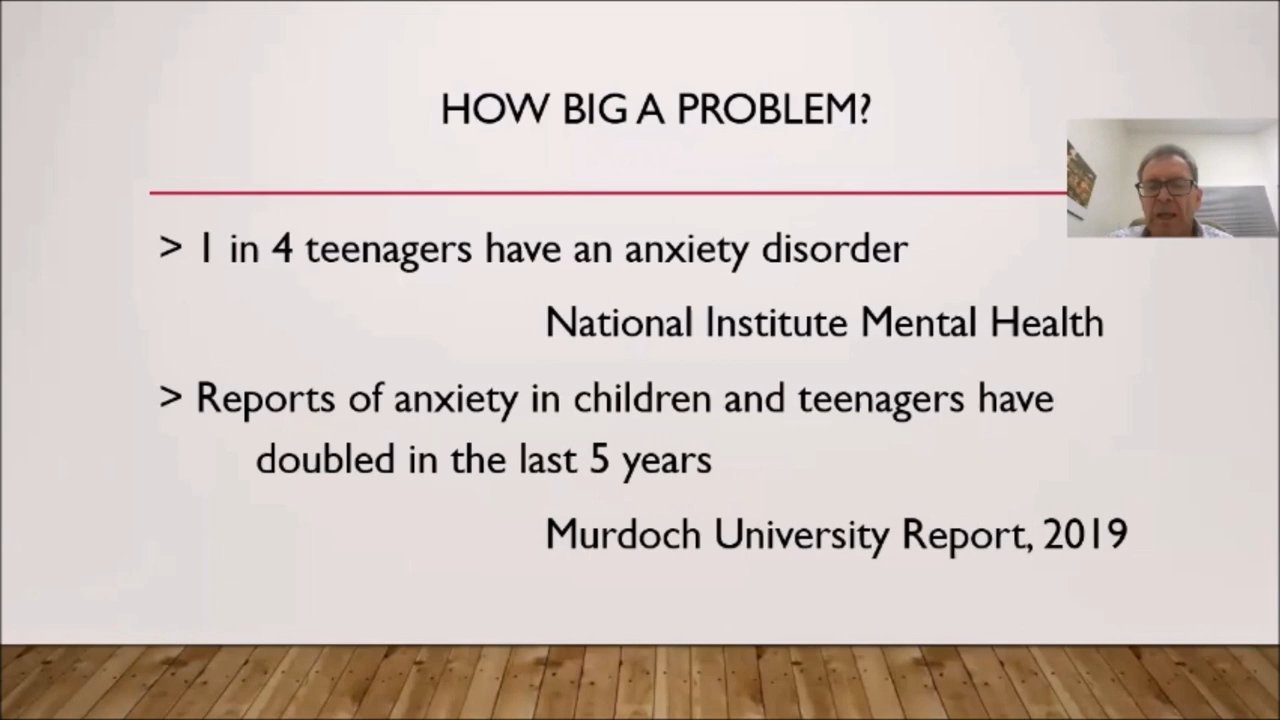 HOW BIG A PROBLEM?
> 1 in 4 teenagers have an anxiety disorder
National Institute Mental Health
> Reports of anxiety in children and teenagers have
doubled in the last 5 years
Murdoch University Report, 2019